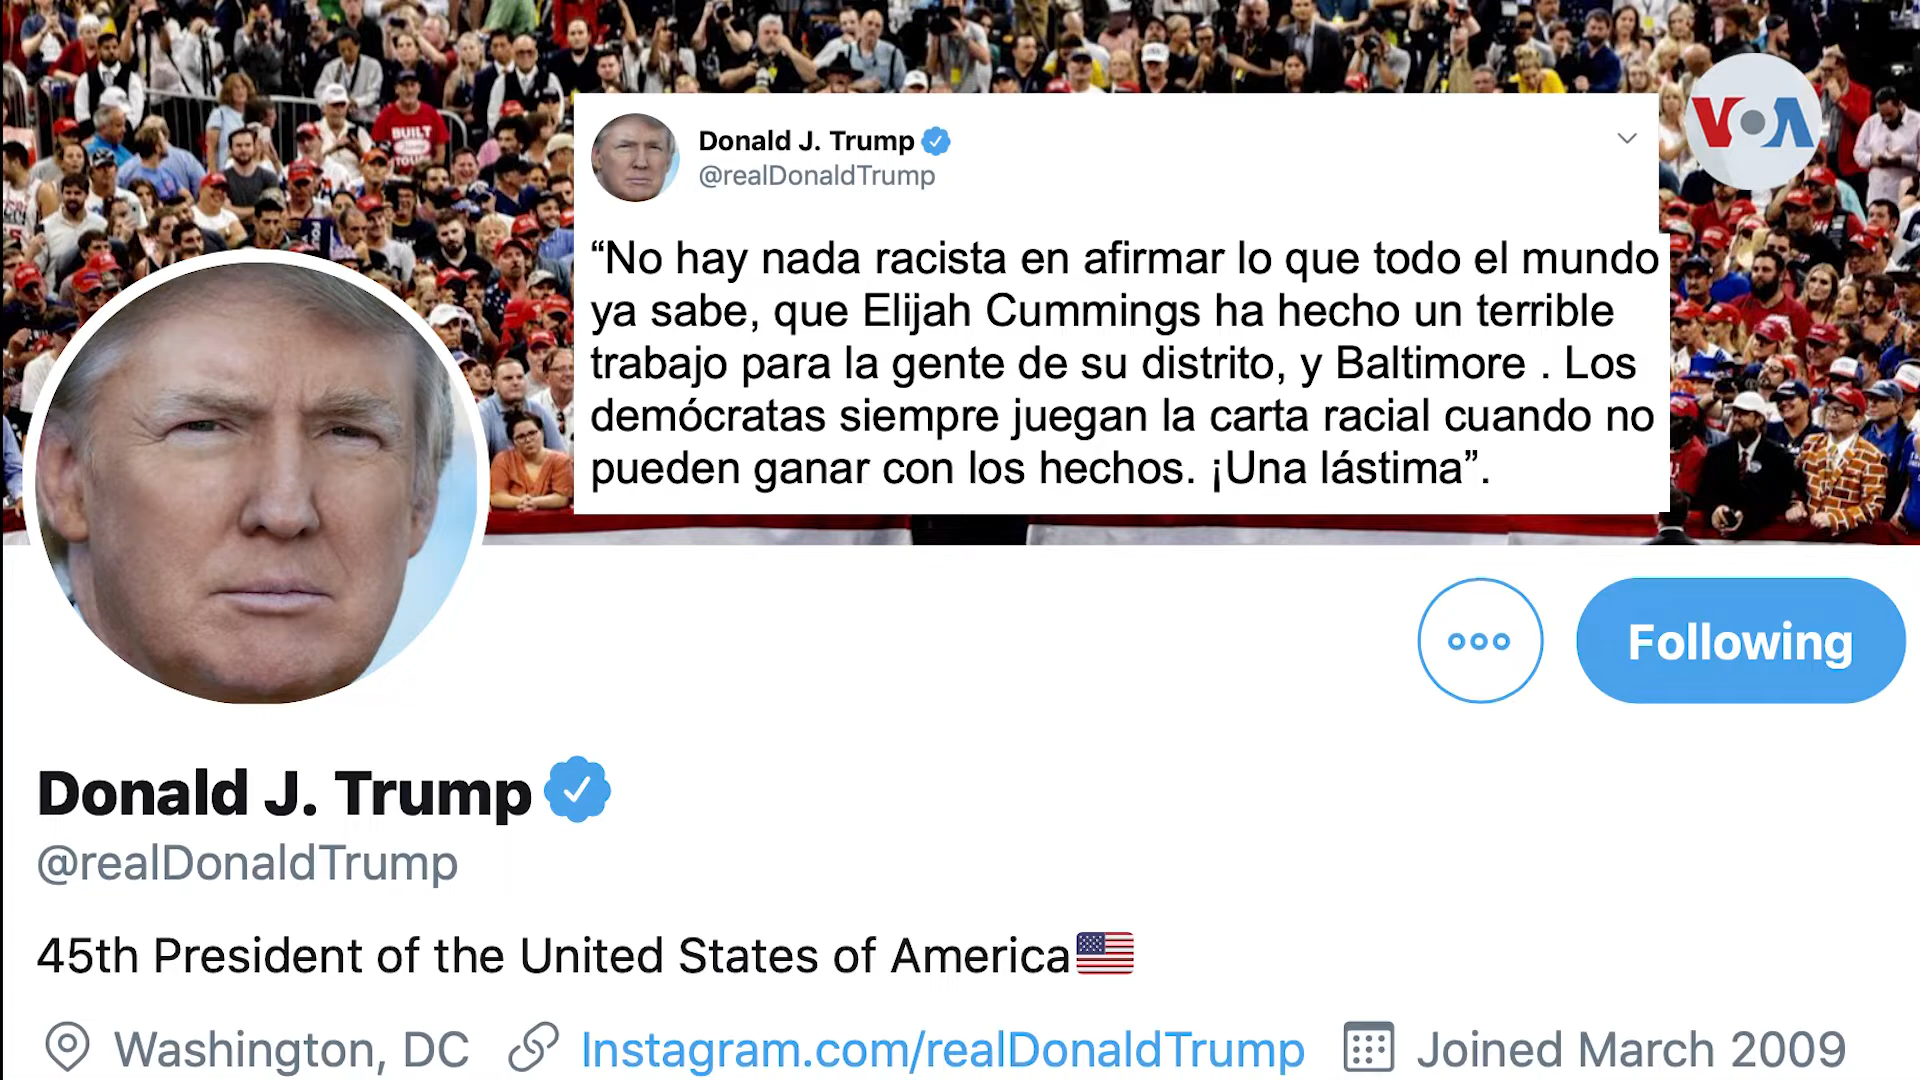 BUILT
VOA
Donald J. Trump
@realDonaldTrump
“No hay nada racista en afirmar lo que todo el mundo
ya sabe, que Elijah Cummings ha hecho un terrible
trabajo para la gente de su distrito, y Baltimore . Los
demócratas siempre juegan la carta racial cuando no
pueden ganar con los hechos. ¡Una lástima”.
Following
Donald J. Trump
@realDonaldTrump
45th President of the United States of America
Washington, DC Instagram.com/realDonaldTrump Joined March 2009